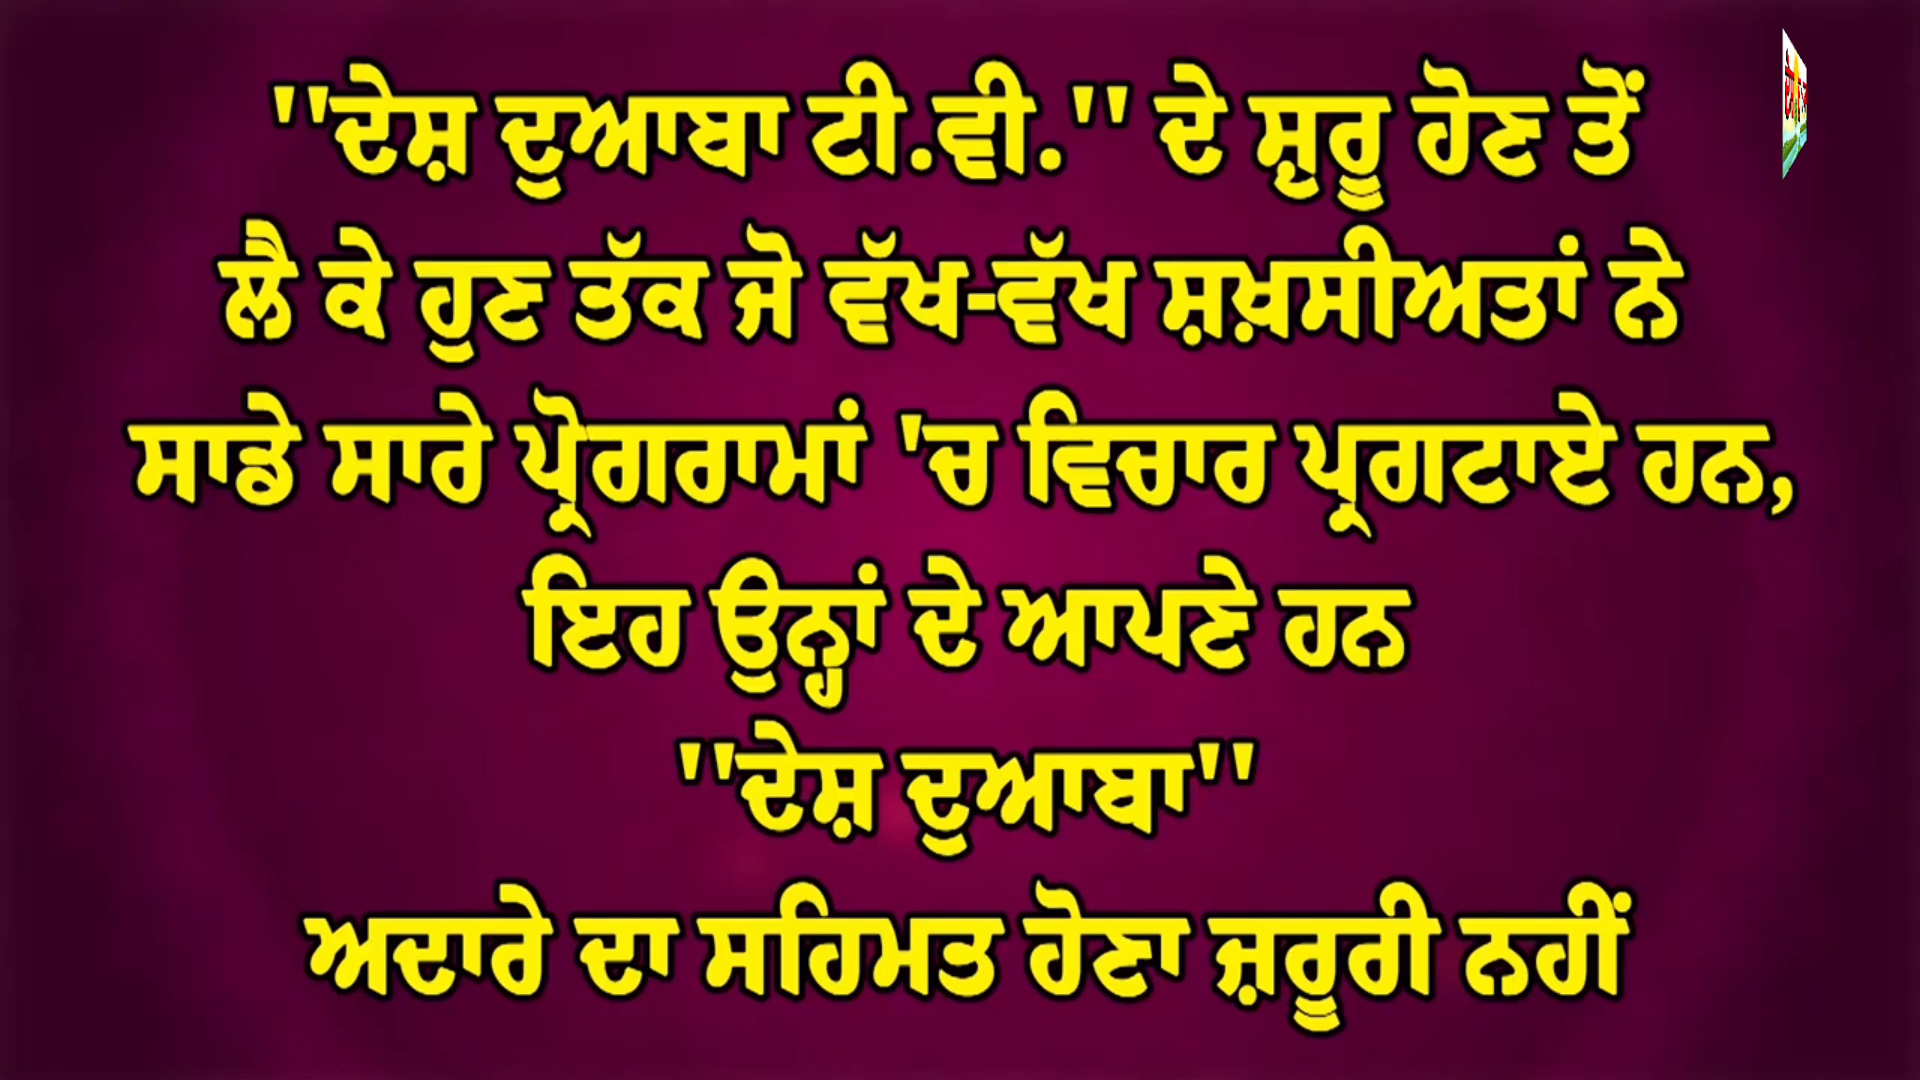 "ਦੇਸ਼ ਦੁਆਬਾ ਟੀ.ਵੀ." ਦੇ ਸ਼ੁਰੂ ਹੋਣ ਤੋਂ
ਲੈ ਕੇ ਹੁਣ ਤੱਕ ਜੋ ਵੱਖ-ਵੱਖ ਸ਼ਖ਼ਸੀਅਤਾਂ ਨੇ
ਸਾਡੇ ਸਾਰੇ ਪ੍ਰੋਗਰਾਮਾਂ 'ਚ ਵਿਚਾਰ ਪ੍ਰਗਟਾਏ ਹਨ,
ਇਹ ਉਨ੍ਹਾਂ ਦੇ ਆਪਣੇ ਹਨ
"ਦੇਸ਼ ਦੁਆਬਾ"
ਅਦਾਰੇ ਦਾ ਸਹਿਮਤ ਹੋਣਾ ਜ਼ਰੂਰੀ ਨਹੀਂ